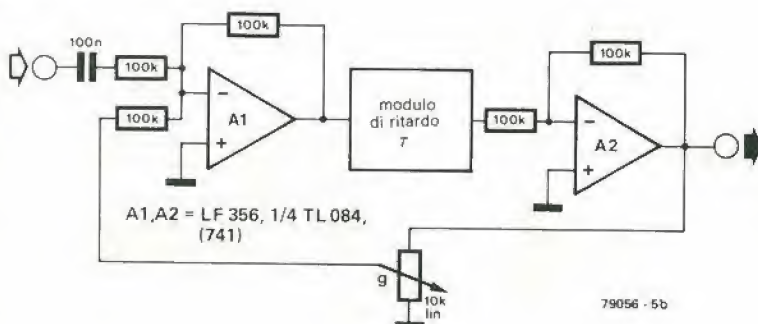 100n
100k
100k
100k
A1
modulo
di ritardo
τ
100k
100k
A2
A1,A2 = LF 356, 1/4 TL 084,
(741)
g
10k
lin
79056 - 5b